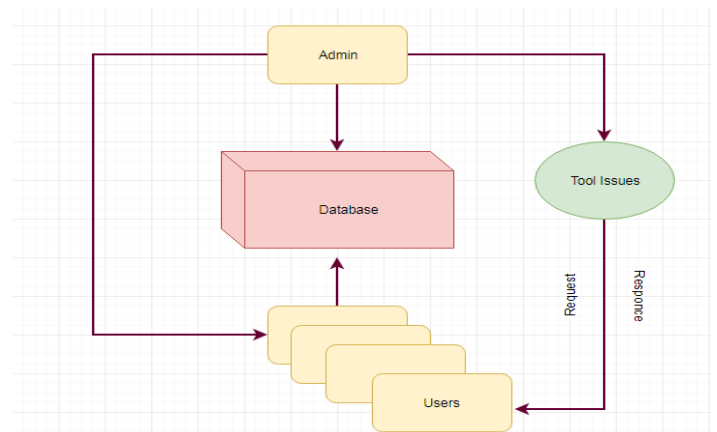 Admin
Tool Issues
Database
Request
Responce
Users